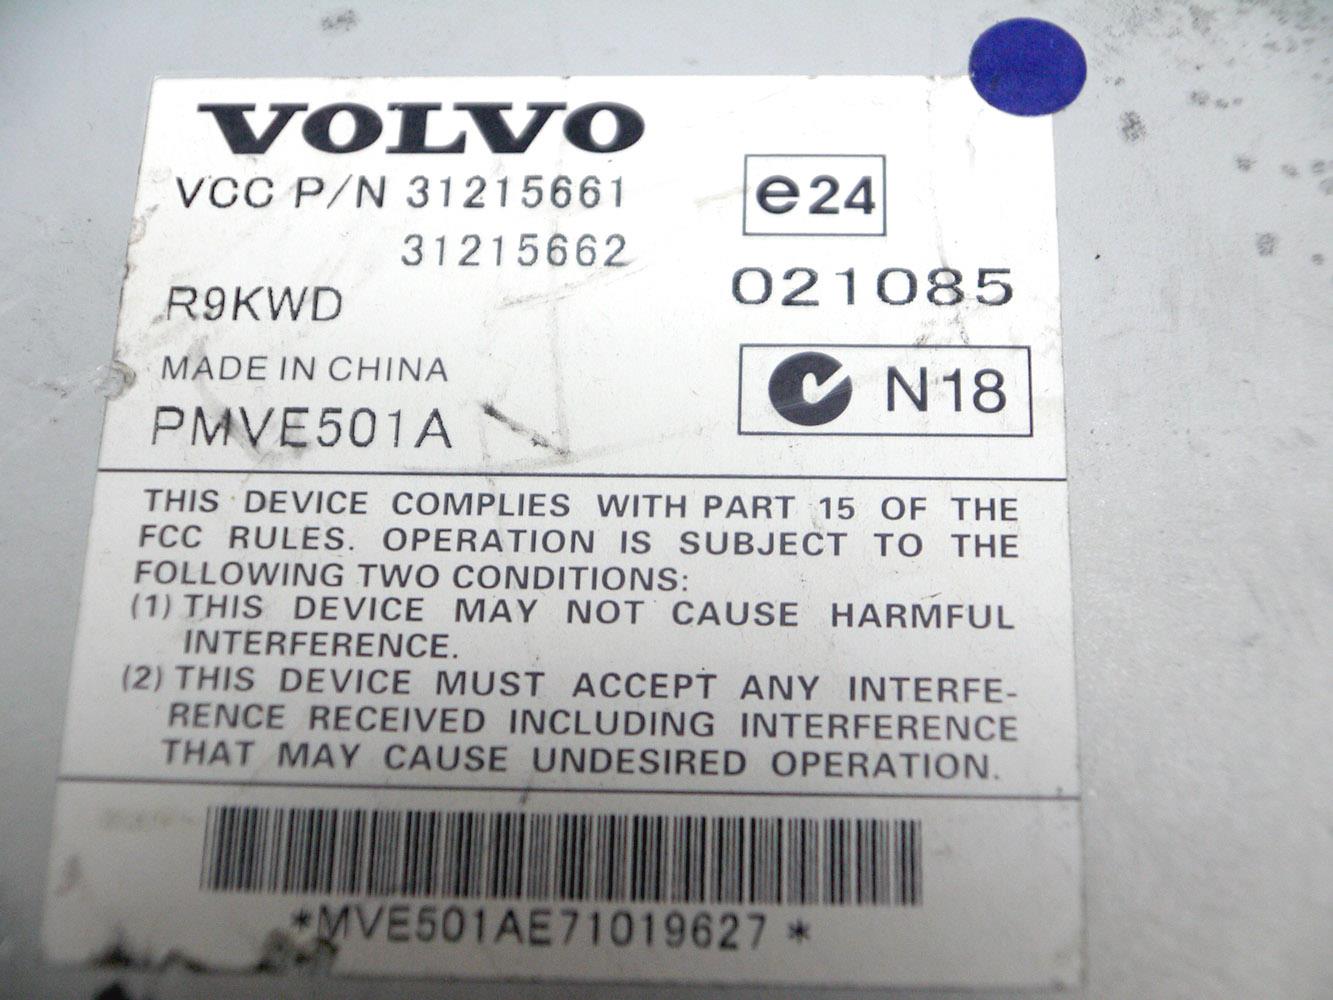 VOLVO
VCC P/N 31215661
31215662
e24
021085
R9KWD
MADE IN CHINA
PMVE501A
N18
THIS DEVICE COMPLIES WITH PART 15 OF THE
FCC RULES. OPERATION IS SUBJECT TO THE
FOLLOWING TWO CONDITIONS:
(1) THIS DEVICE MAY NOT CAUSE HARMFUL
INTERFERENCE.
(2) THIS DEVICE MUST ACCEPT ANY INTERFE-
RENCE RECEIVED INCLUDING INTERFERENCE
THAT MAY CAUSE UNDESIRED OPERATION.
*MVE501AE71019627 *